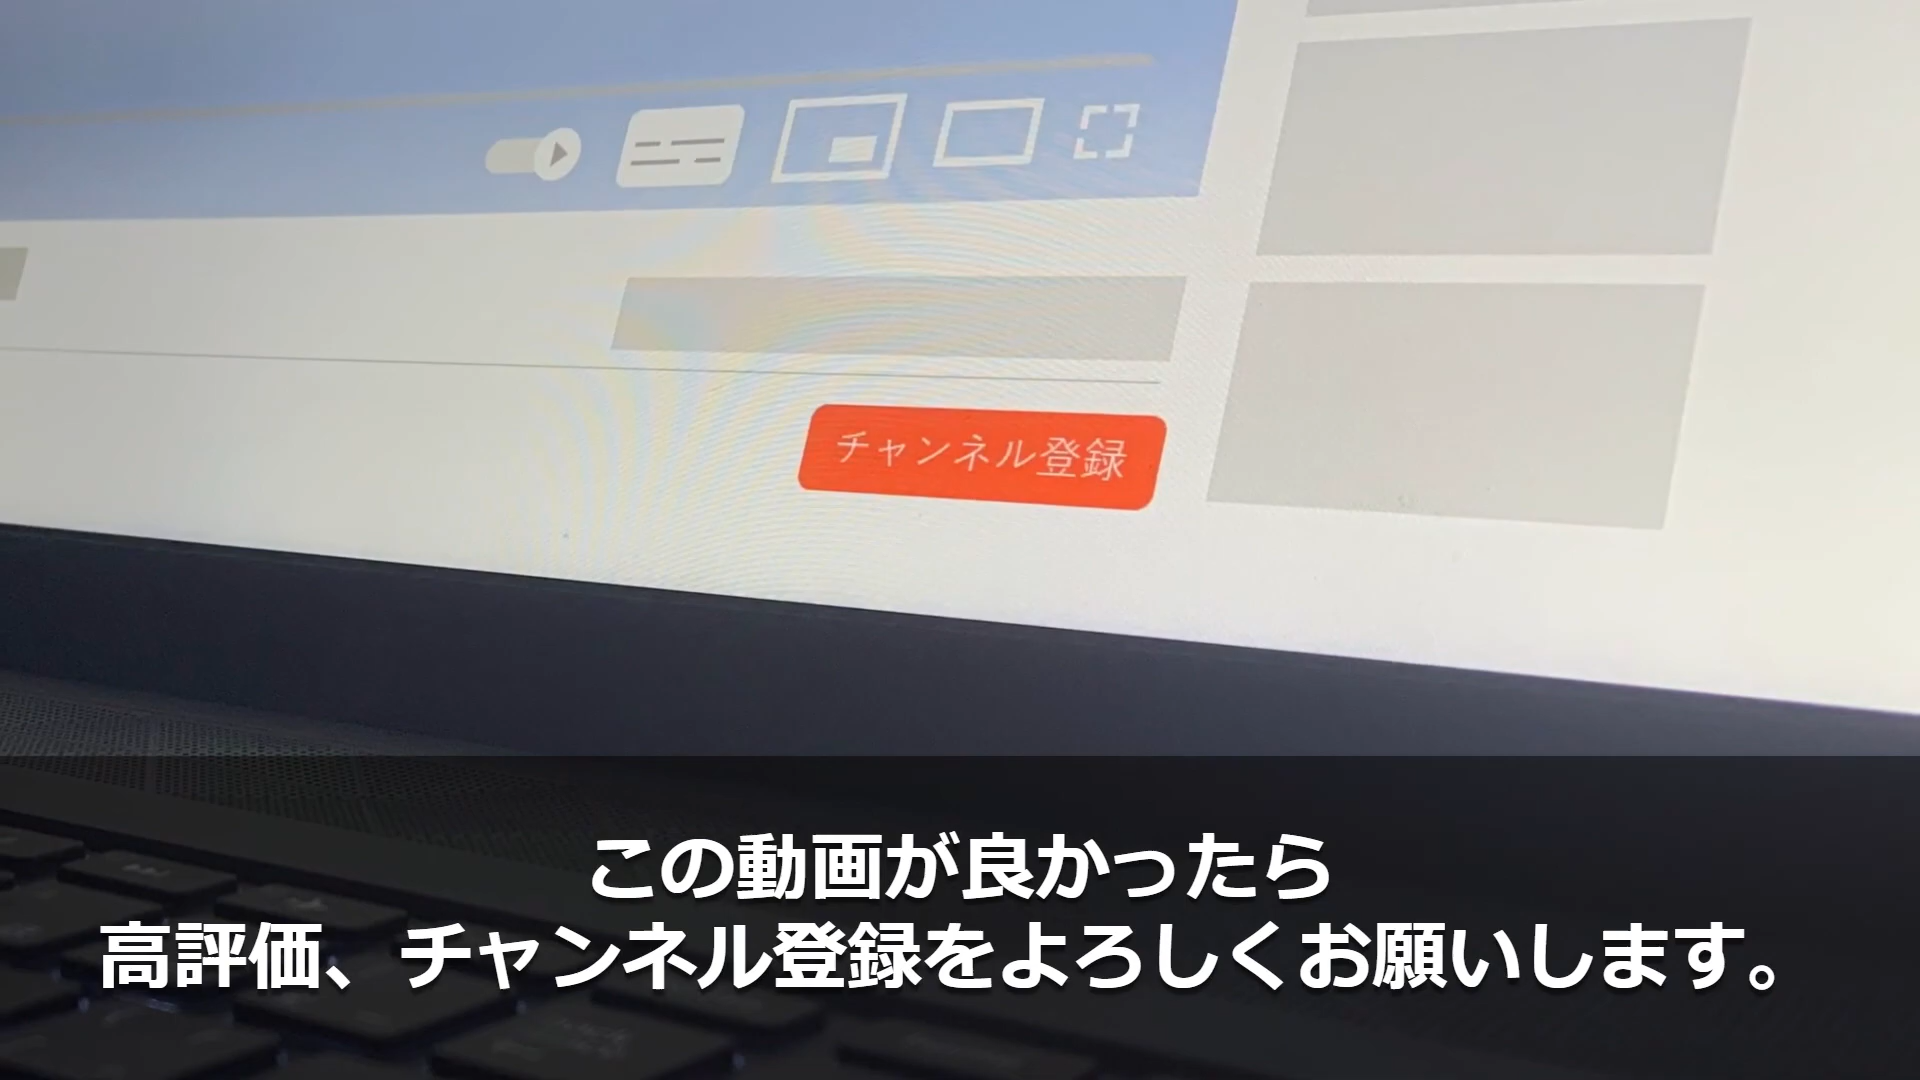 チャンネル登録
この動画が良かったら
高評価、チャンネル登録をよろしくお願いします。